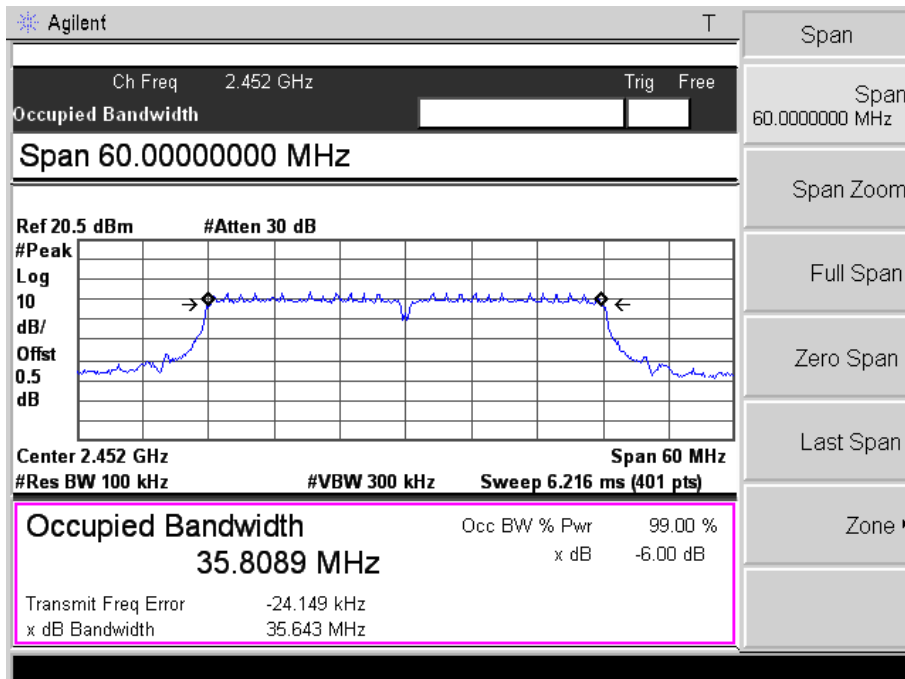 Agilent T
Ch Freq 2.452 GHz Trig Free
Occupied Bandwidth
Span 60.00000000 MHz
Ref 20.5 dBm #Atten 30 dB
#Peak
Log
10
dB/
Offst
0.5
dB
Center 2.452 GHz Span 60 MHz
#Res BW 100 kHz #VBW 300 kHz Sweep 6.216 ms (401 pts)
Occupied Bandwidth Occ BW % Pwr 99.00 %
35.8089 MHz x dB -6.00 dB
Transmit Freq Error -24.149 kHz
x dB Bandwidth 35.643 MHz
Span
Span
60.0000000 MHz
Span Zoom
Full Span
Zero Span
Last Span
Zone